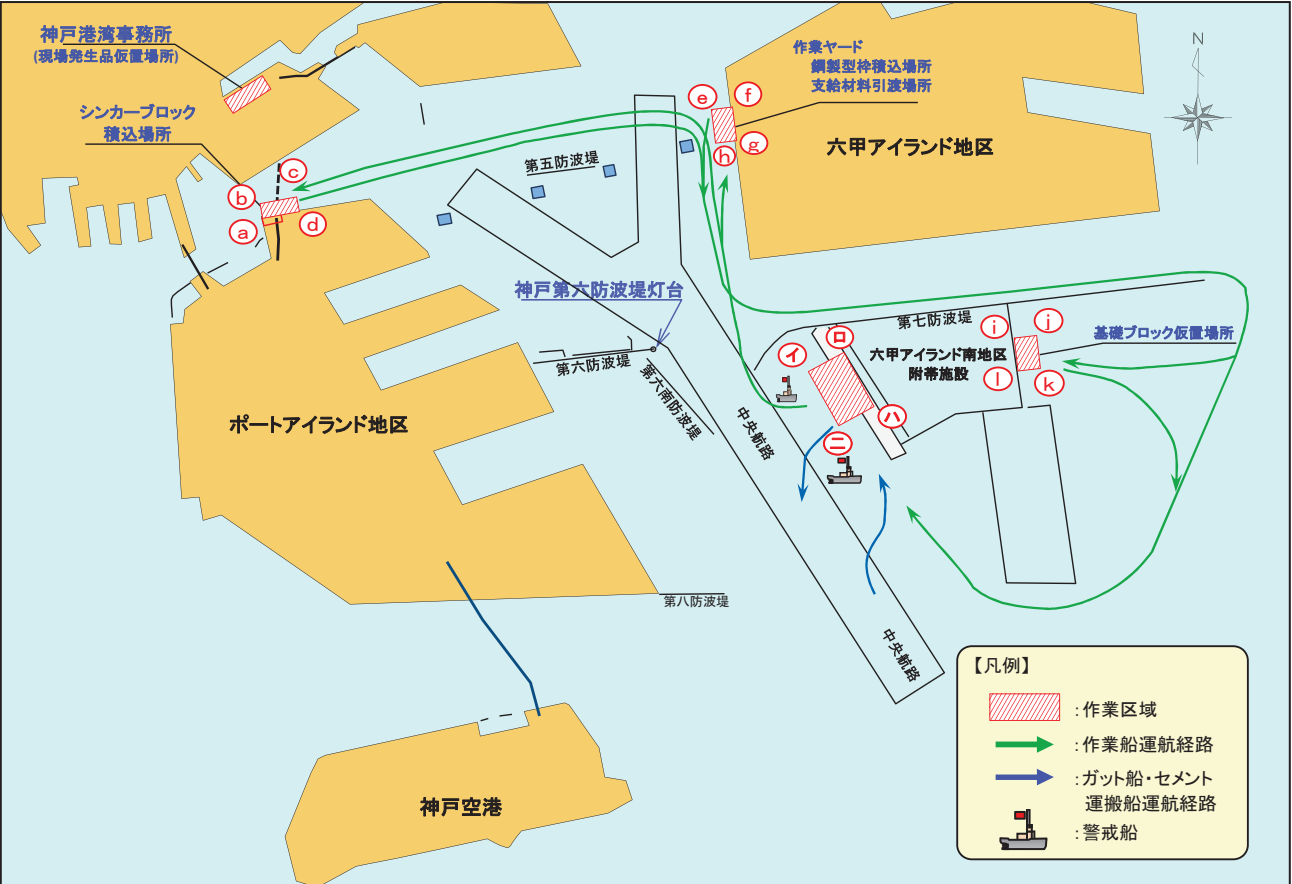 神戸港湾事務所
(現場発生品仮置場所)
シンカーブロック
積込場所
作業ヤード
鋼製型枠積込場所
支給材料引渡場所
N
e
f
g
h
六甲アイランド地区
第五防波堤
a
b
c
d
神戸第六防波堤灯台
第七防波堤
六甲アイランド南地区
附帯施設
i
j
k
l
基礎ブロック仮置場所
イ
ロ
ハ
ニ
第六防波堤
第六南防波堤
中央航路
ポートアイランド地区
第八防波堤
中央航路
神戸空港
【凡例】
:作業区域
:作業船運航経路
:ガット船・セメント
運搬船運航経路
:警戒船